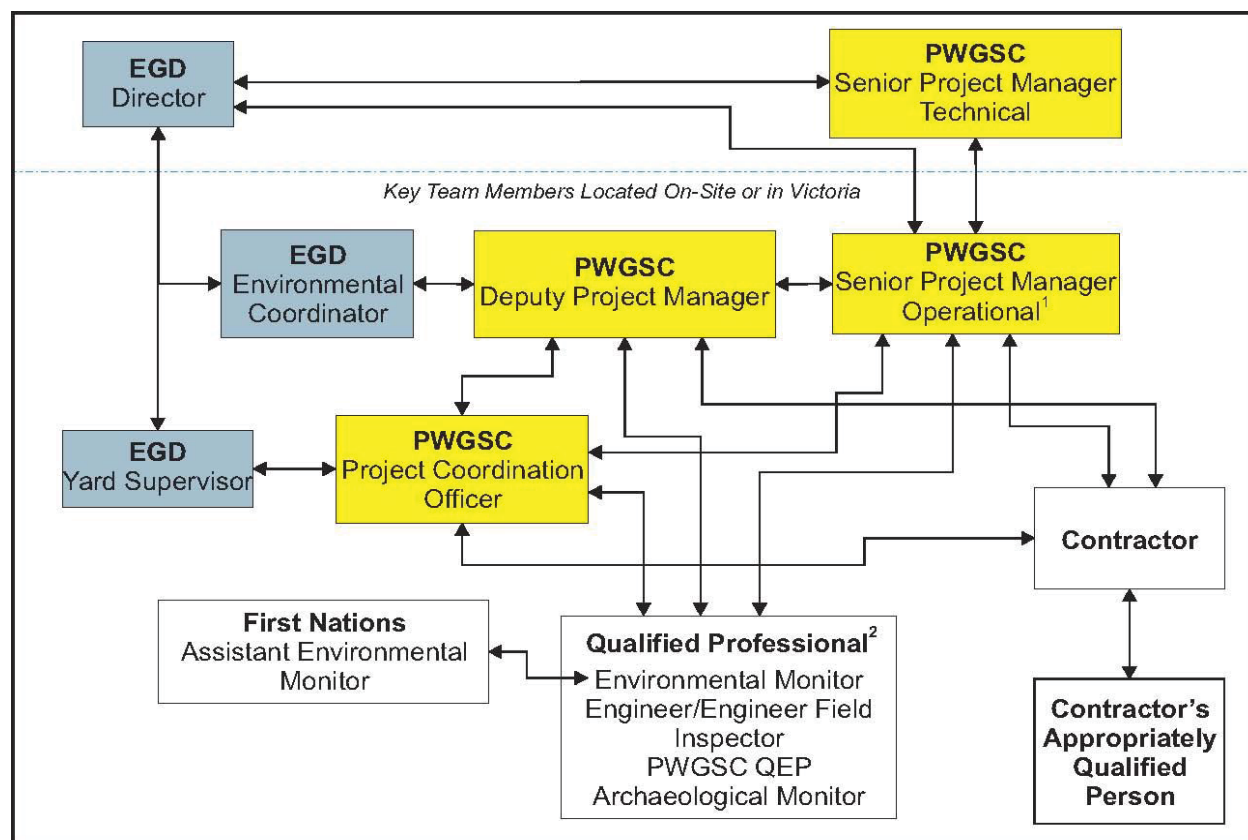 EGD
Director
PWGSC
Senior Project Manager
Technical
Key Team Members Located On-Site or in Victoria
EGD
Environmental
Coordinator
PWGSC
Deputy Project Manager
PWGSC
Senior Project Manager
Operational¹
EGD
Yard Supervisor
PWGSC
Project Coordination
Officer
Contractor
First Nations
Assistant Environmental
Monitor
Qualified Professional²
Environmental Monitor
Engineer/Engineer Field
Inspector
PWGSC QEP
Archaeological Monitor
Contractor's
Appropriately
Qualified
Person